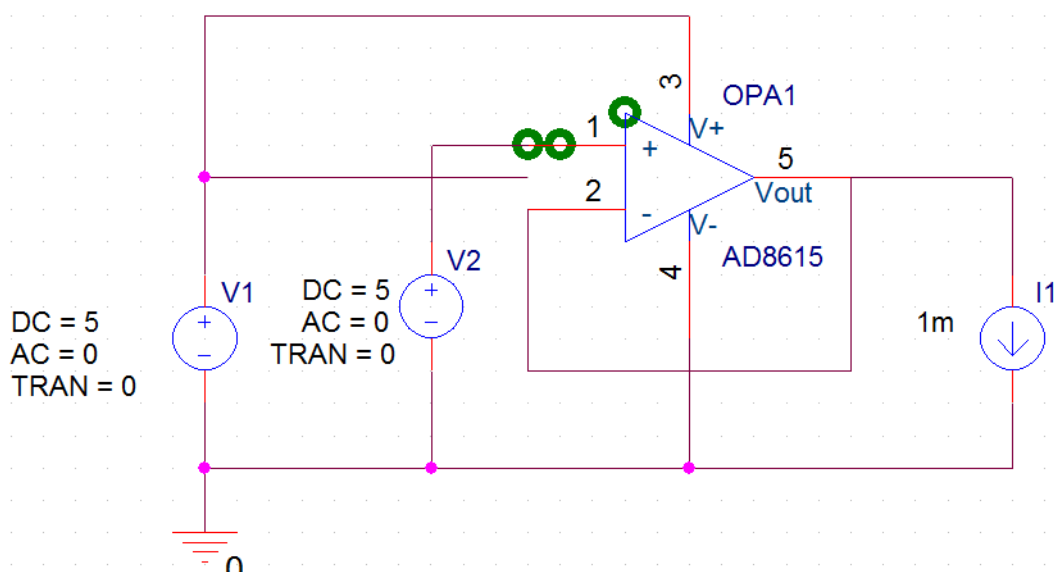 3
OPA1
1
V+
+
5
2
Vout
-
V-
AD8615
4
V2
V1
DC = 5
AC = 0
TRAN = 0
+
-
I1
1m
DC = 5
AC = 0
TRAN = 0
+
-
0